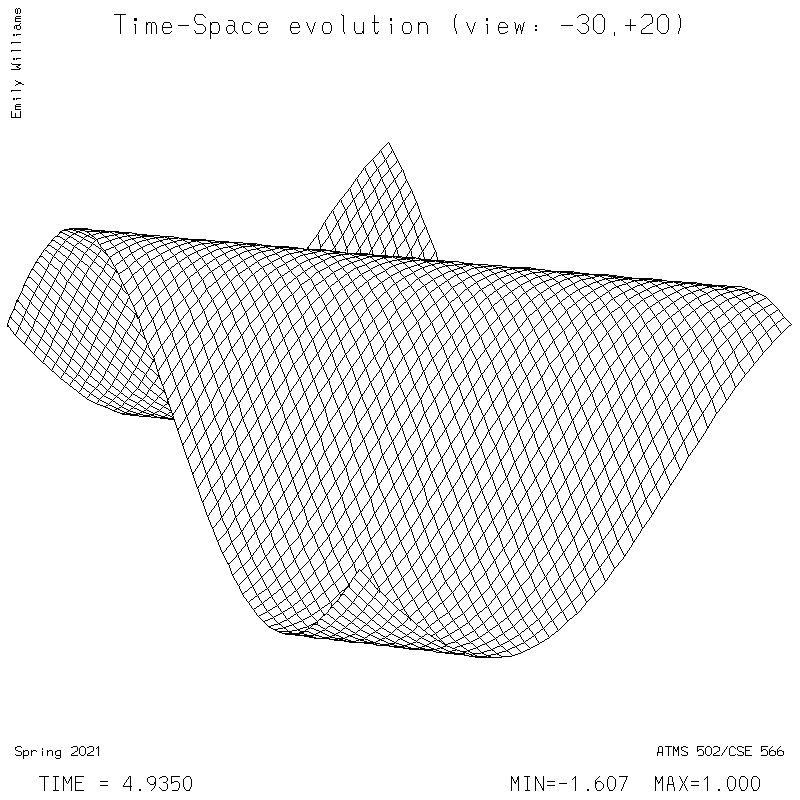 Emily Williams
Time-Space evolution (view: -30,+20)
Spring 2021
ATMS 502/CSE 566
TIME = 4.9350
MIN=-1.607 MAX=1.000